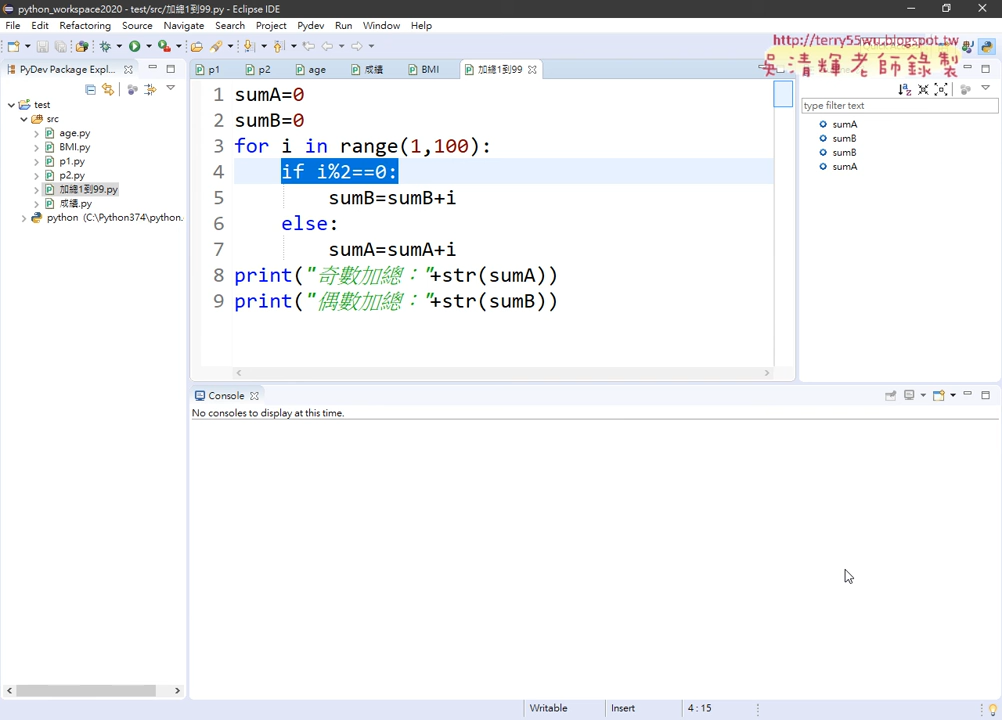 python_workspace2020 - test/src/加總1到99.py - Eclipse IDE
File Edit Refactoring Source Navigate Search Project Pydev Run Window Help
http://terry55wu.blogspot.tw
吳清輝老師錄製
PyDev Package Expl...
p1 p2 age 成績 BMI 加總1到99
type filter text
test
src
age.py
BMI.py
p1.py
p2.py
加總1到99.py
成績.py
python (C:\Python374\python.
1 sumA=0
2 sumB=0
3 for i in range(1,100):
4 if i%2==0:
5 sumB=sumB+i
6 else:
7 sumA=sumA+i
8 print("奇數加總："+str(sumA))
9 print("偶數加總："+str(sumB))
sumA
sumB
sumB
sumA
Console
No consoles to display at this time.
Writable Insert 4 : 15